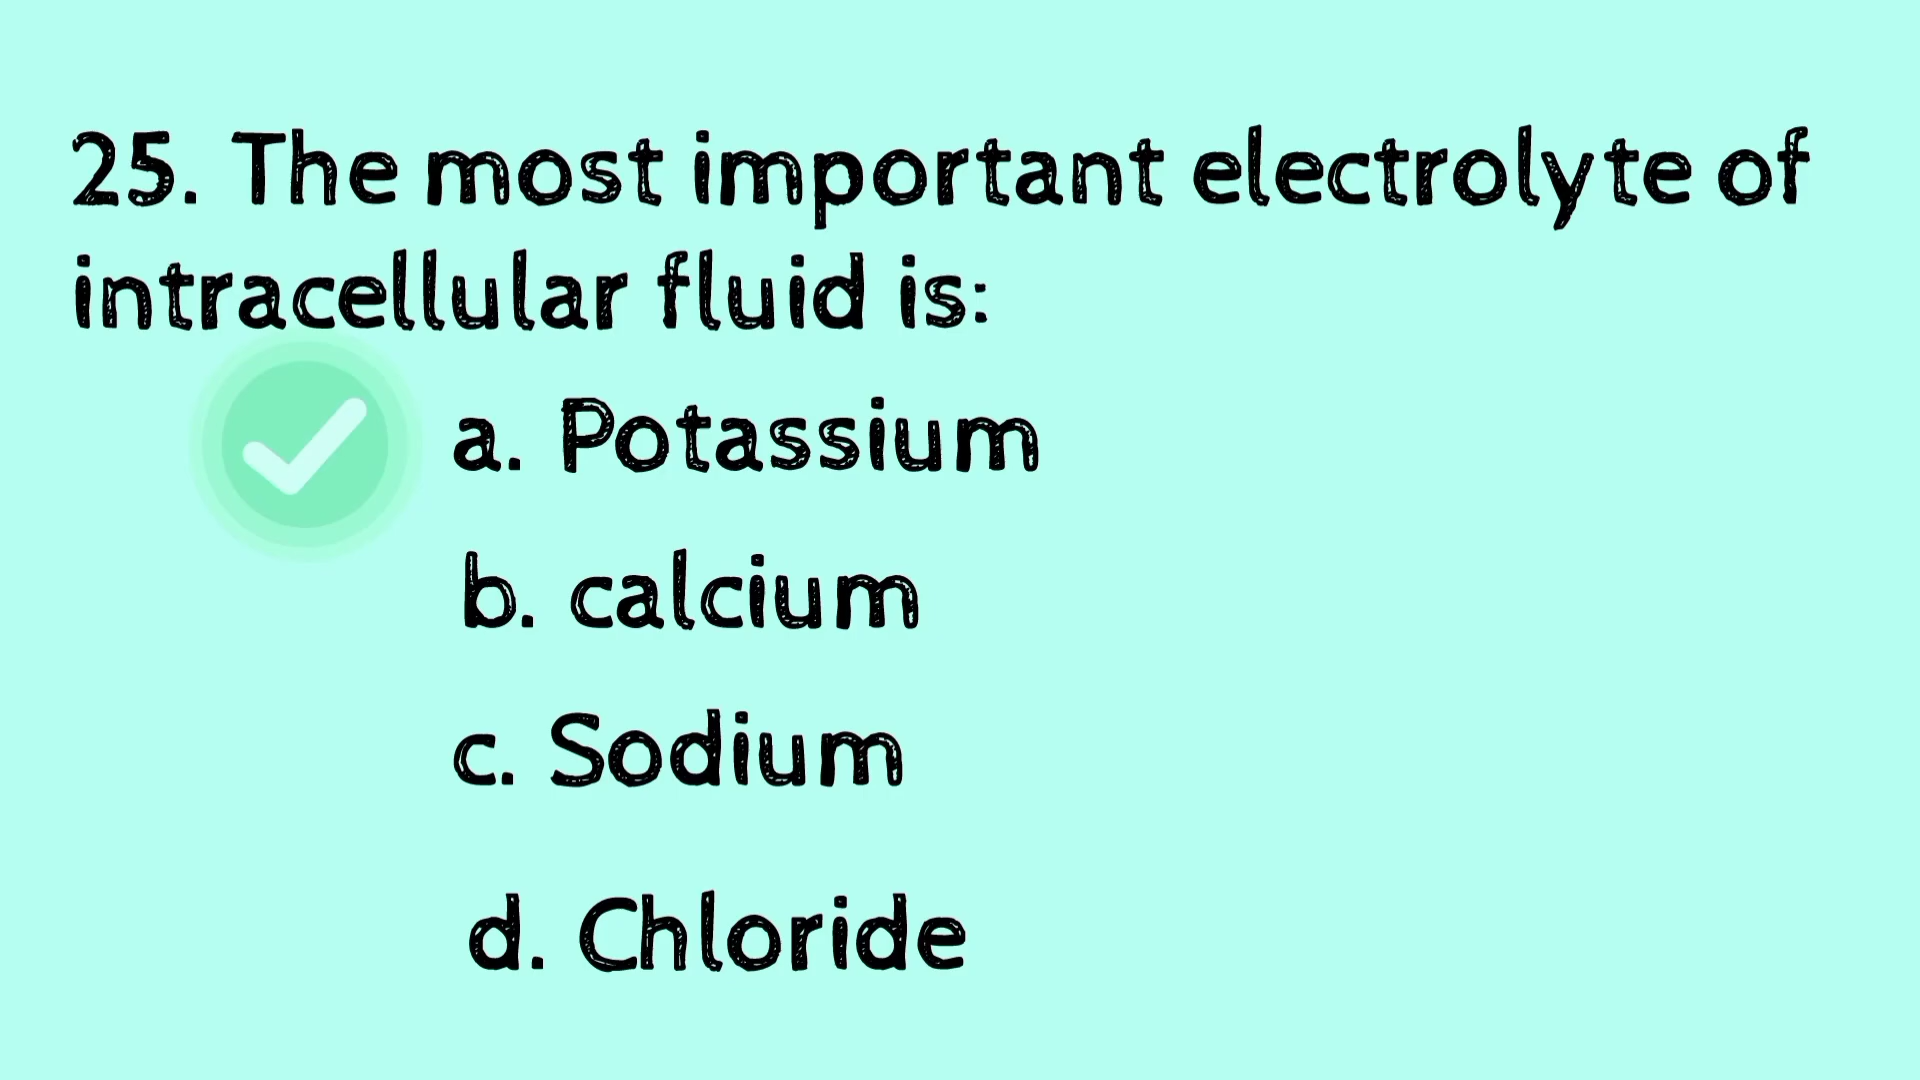 25. The most important electrolyte of
intracellular fluid is:
a. Potassium
b. calcium
c. Sodium
d. Chloride